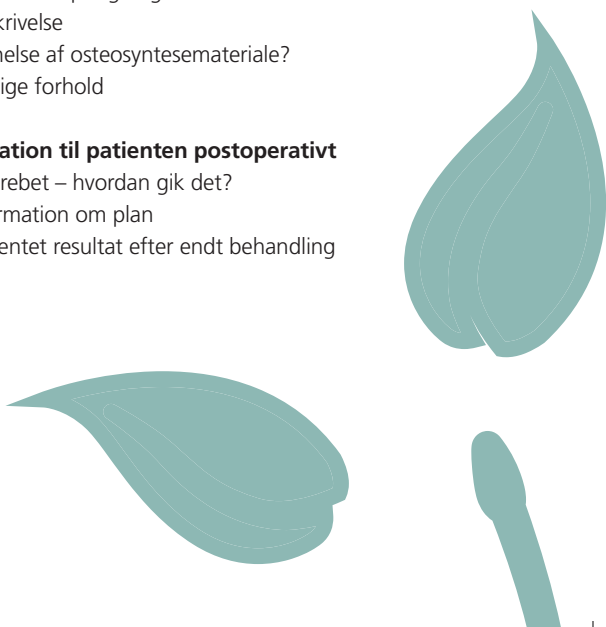 krivelse
nelse af osteosyntesemateriale?
ige forhold
ation til patienten postoperativt
rebet – hvordan gik det?
rmation om plan
entet resultat efter endt behandling